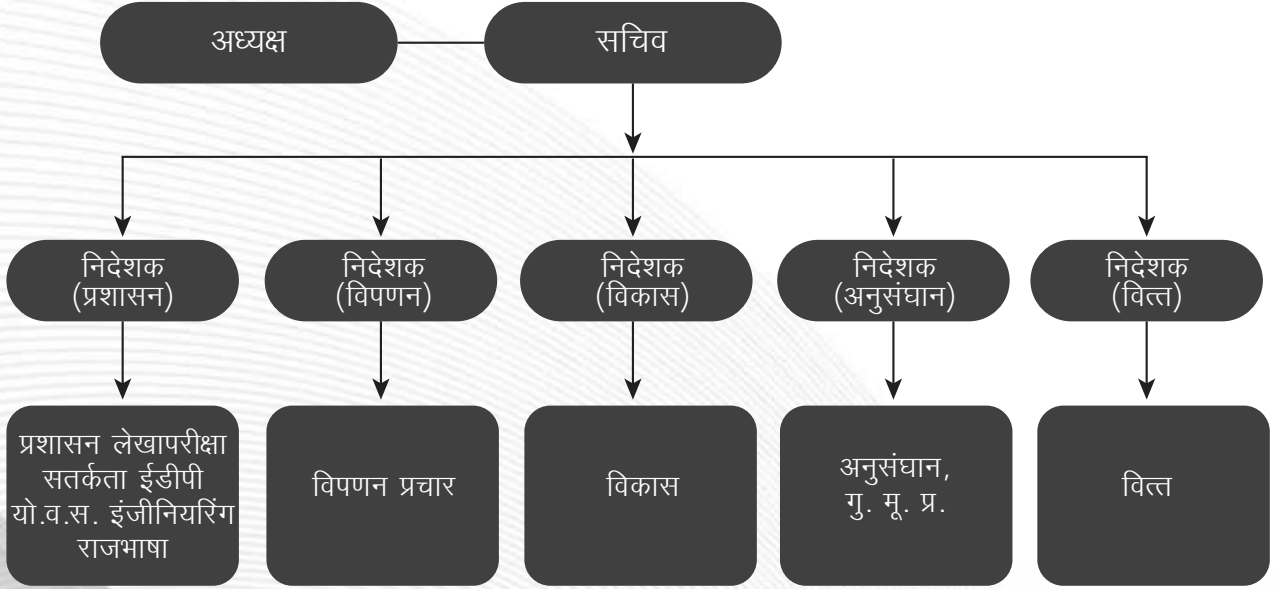 अध्यक्ष
सचिव
निदेशक
(प्रशासन)
निदेशक
(विपणन)
निदेशक
(विकास)
निदेशक
(अनुसंघान)
निदेशक
(वित्त)
प्रशासन लेखापरीक्षा
सतर्कता ईडीपी
यो.व.स. इंजीनियरिंग
राजभाषा
विपणन प्रचार
विकास
अनुसंघान,
गु. मू. प्र.
वित्त